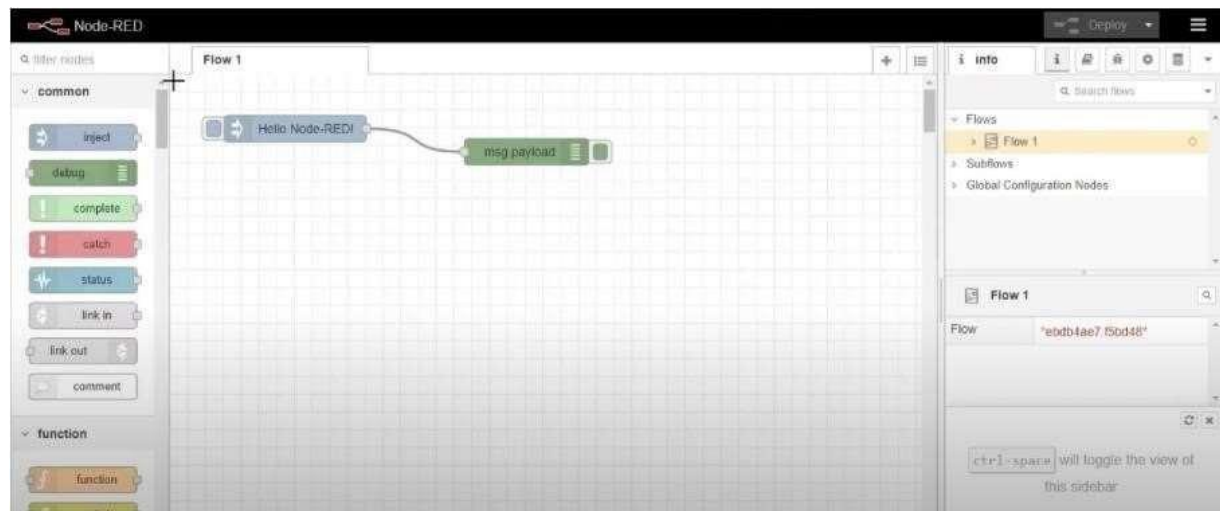 Node-RED
Deploy
filter nodes
Flow 1
i info
Search flows
common
inject
debug
complete
catch
status
link in
link out
comment
function
function
Hello Node-RED!
msg payload
Flows
Flow 1
Subflows
Global Configuration Nodes
Flow 1
Flow "ebdb4ae7.f5bd48"
ctrl-space will toggle the view of
this sidebar